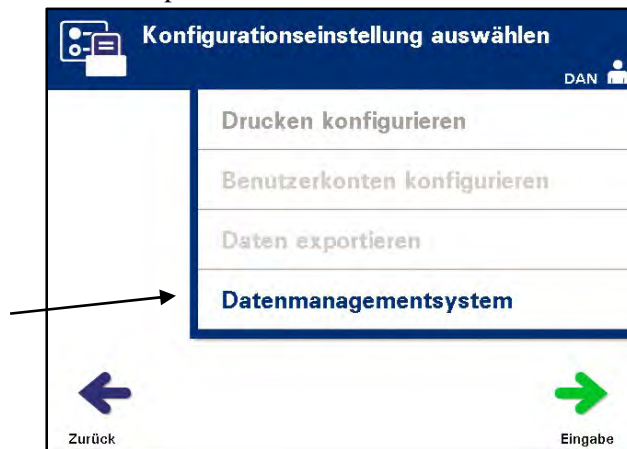 Konfigurationseinstellung auswählen
DAN
Drucken konfigurieren
Benutzerkonten konfigurieren
Daten exportieren
Datenmanagementsystem
Zurück
Eingabe